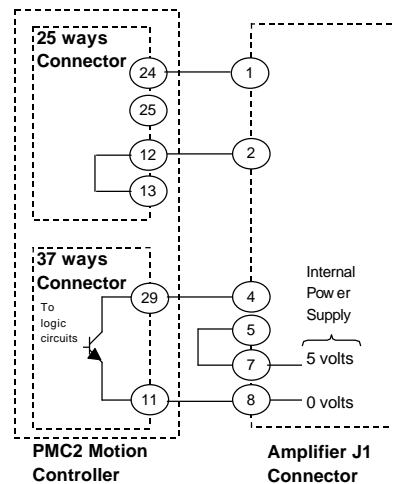 25 ways
Connector
24
1
25
12
2
13
37 ways
Connector
To
logic
circuits
29
4
Internal
Pow er
Supply
5
7
5 volts
11
8
0 volts
PMC2 Motion
Controller
Amplifier J1
Connector